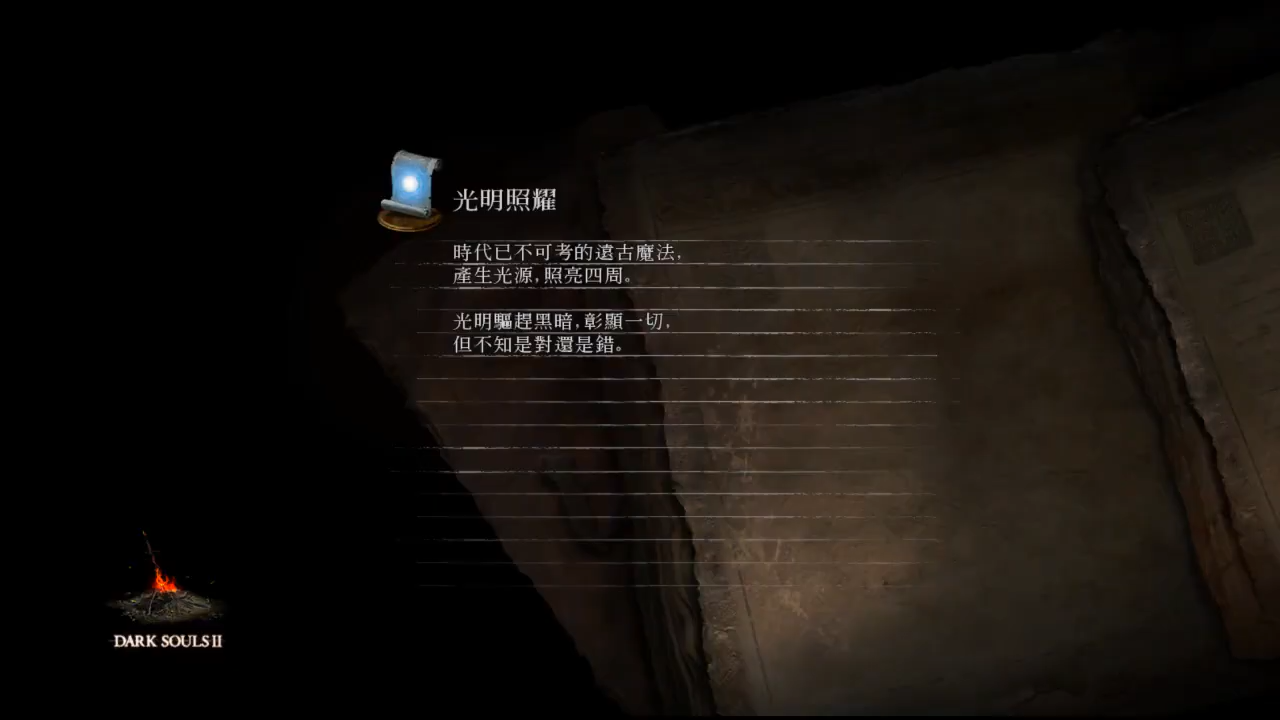 光明照耀
時代已不可考的遠古魔法,
產生光源,照亮四周。
光明驅趕黑暗,彰顯一切,
但不知是對還是錯。
DARK SOULS II